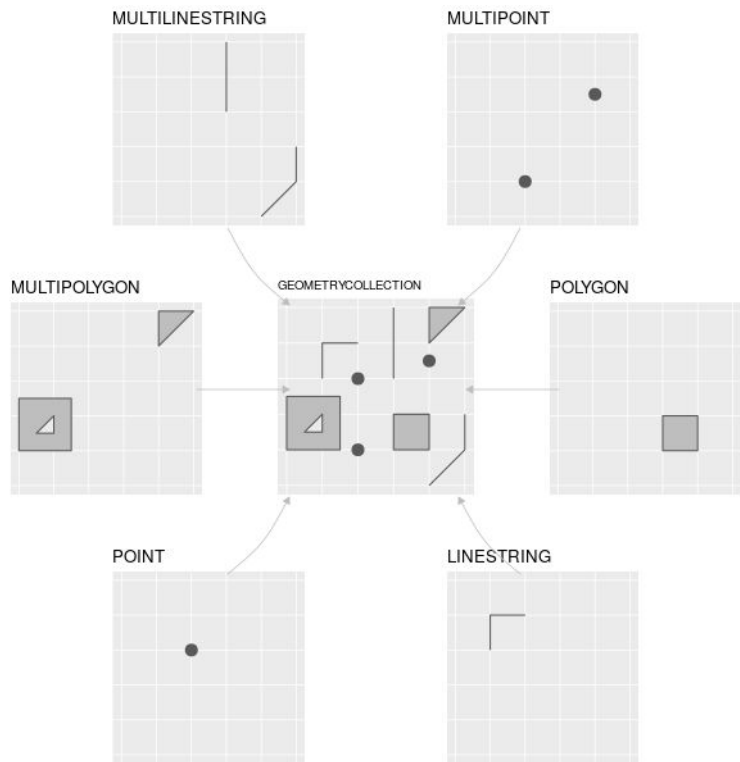 MULTILINESTRING
MULTIPOINT
MULTIPOLYGON
GEOMETRYCOLLECTION
POLYGON
POINT
LINESTRING